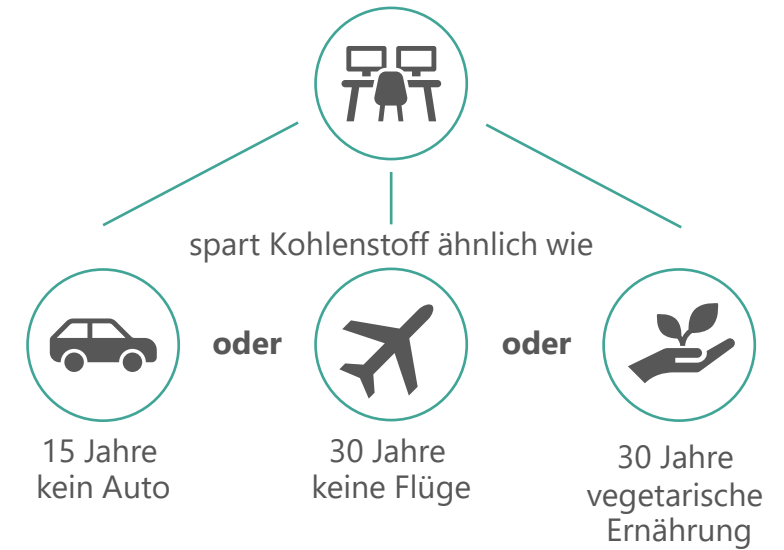 spart Kohlenstoff ähnlich wie
oder
oder
15 Jahre
kein Auto
30 Jahre
keine Flüge
30 Jahre
vegetarische
Ernährung